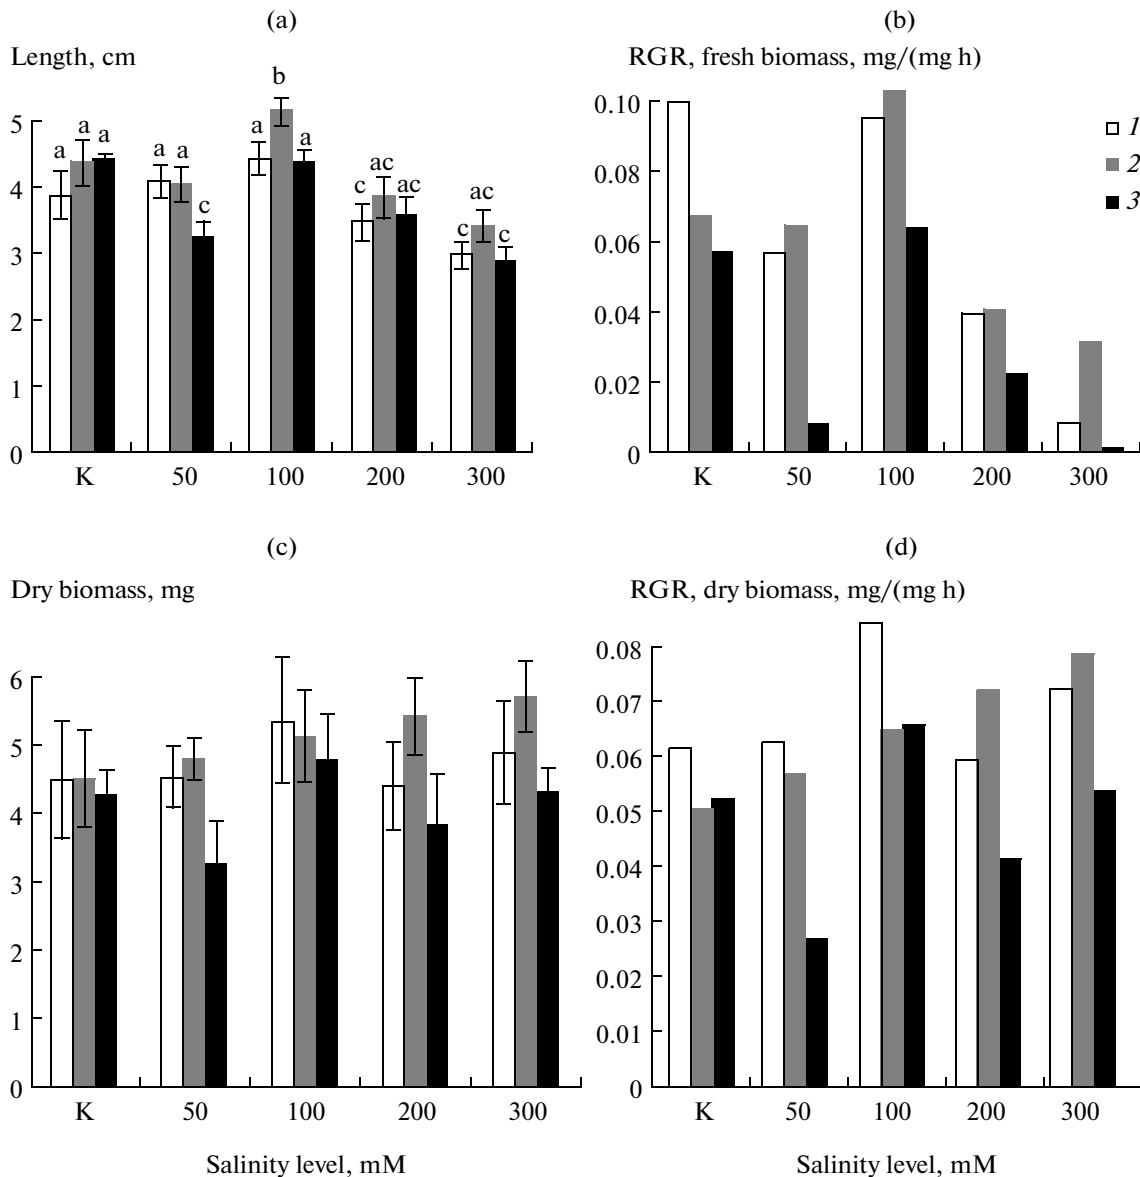 (a)
Length, cm
5
4
3
2
1
0
a a a
a a c
a b a
c ac ac
c ac c
K 50 100 200 300
(b)
RGR, fresh biomass, mg/(mg h)
0.10
0.08
0.06
0.04
0.02
0
1
2
3
K 50 100 200 300
(c)
Dry biomass, mg
6
5
4
3
2
1
0
K 50 100 200 300
Salinity level, mM
(d)
RGR, dry biomass, mg/(mg h)
0.08
0.07
0.06
0.05
0.04
0.03
0.02
0.01
0
K 50 100 200 300
Salinity level, mM